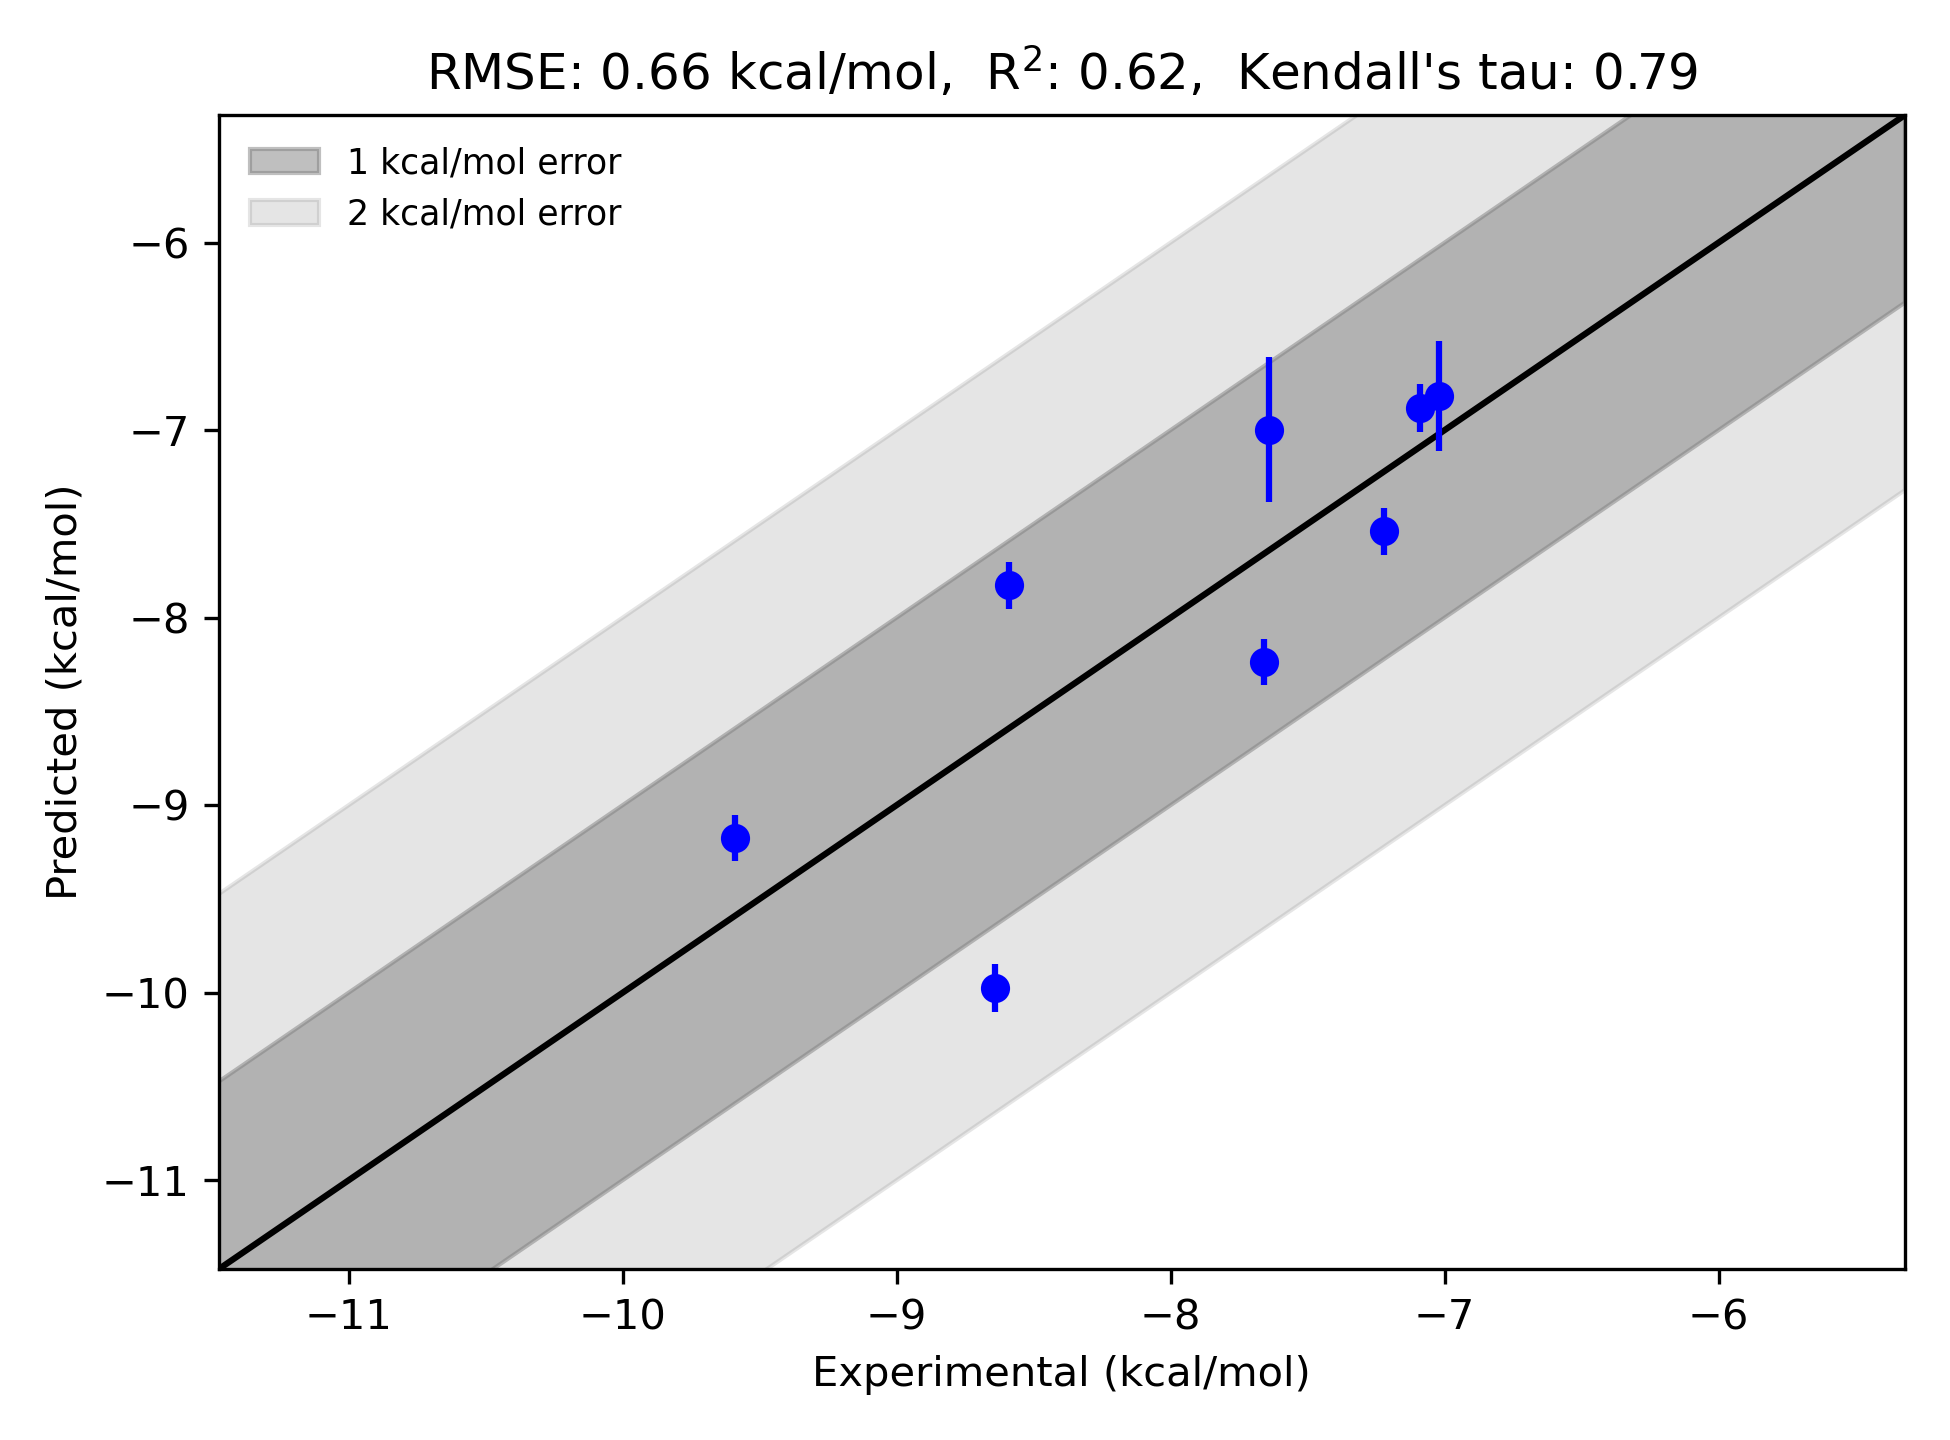 RMSE: 0.66 kcal/mol, R²: 0.62, Kendall's tau: 0.79
1 kcal/mol error
2 kcal/mol error
−6
−7
−8
−9
−10
−11
Predicted (kcal/mol)
−11
−10
−9
−8
−7
−6
Experimental (kcal/mol)